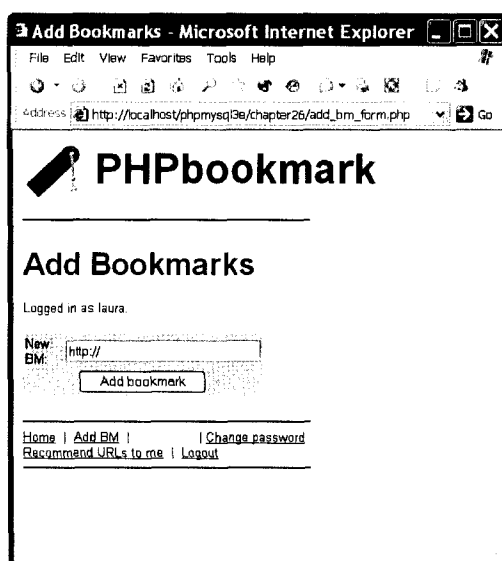 Add Bookmarks - Microsoft Internet Explorer
File Edit View Favorites Tools Help
Address http://localhost/phpmysql3e/chapter26/add_bm_form.php Go
PHPbookmark
Add Bookmarks
Logged in as laura.
New BM: http://
Add bookmark
Home | Add BM | | Change password
Recommend URLs to me | Logout